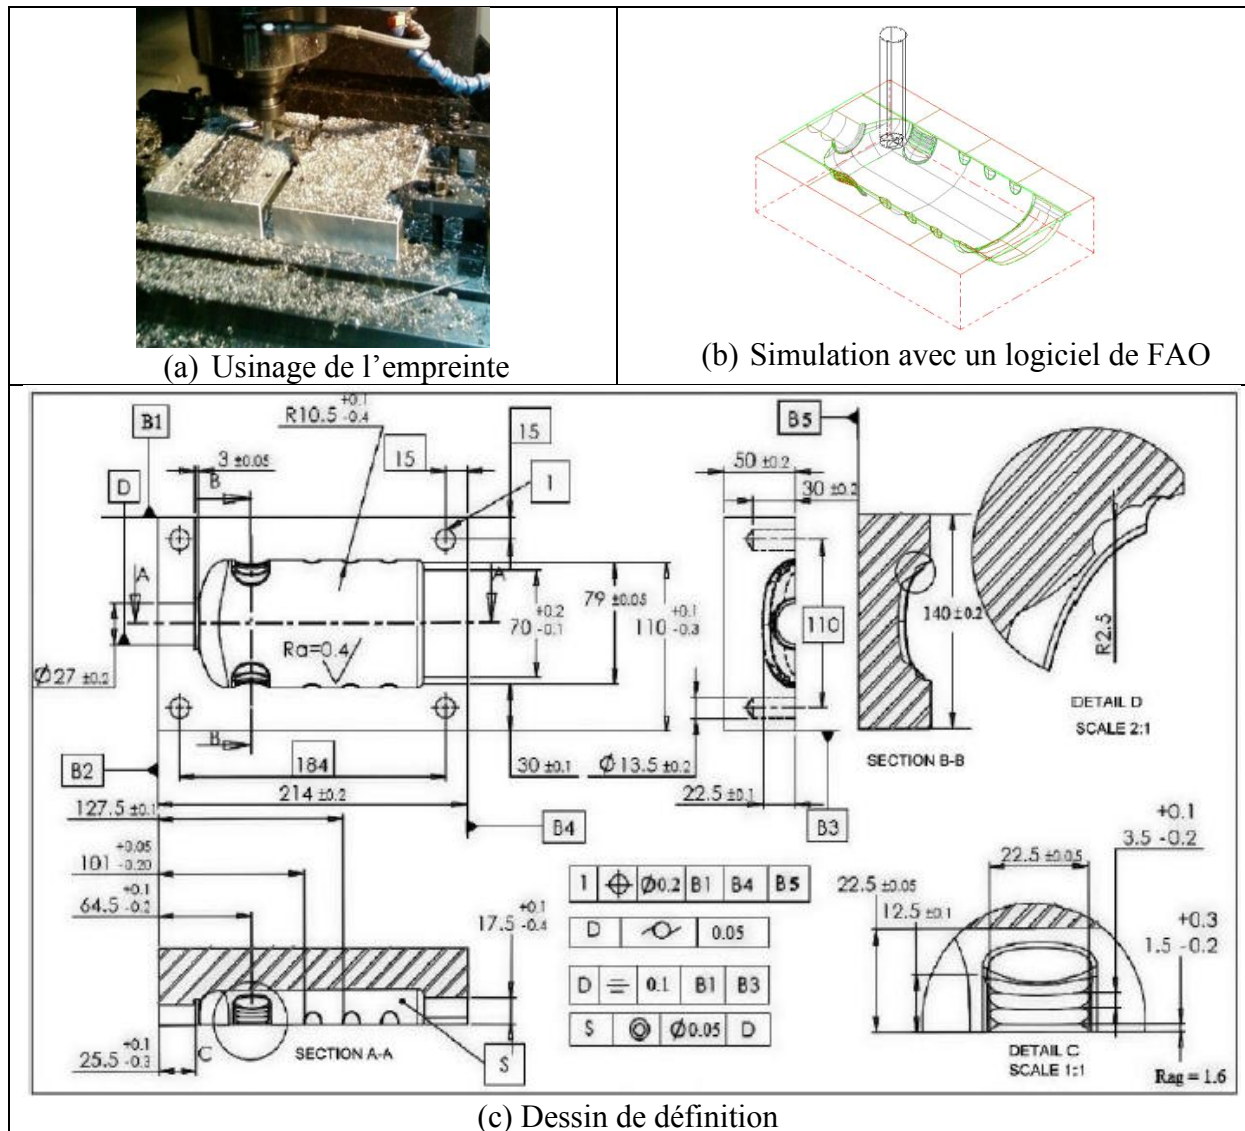 (a) Usinage de l’empreinte
(b) Simulation avec un logiciel de FAO
B1
R10.5 +0.1 -0.4
15
B5
3 ±0.05
B
15
50 ±0.2
D
1
30 ±0.2
A
A
79 ±0.05
+0.2
70 -0.1
+0.1
110 -0.3
110
140 ±0.2
R2.5
Ra=0.4
Ø27 ±0.2
DETAIL D
SCALE 2:1
B
SECTION B-B
B2
184
30 ±0.1
Ø13.5 ±0.2
214 ±0.2
22.5 ±0.1
127.5 ±0.1
B4
B3
+0.05
101 -0.20
+0.1
64.5 -0.2
+0.1
3.5 -0.2
22.5 ±0.05
22.5 ±0.05
12.5 ±0.1
+0.3
1.5 -0.2
+0.1
17.5 -0.4
1 ⌖ Ø0.2 B1 B4 B5
D 0.05
D ⌯ 0.1 B1 B3
S ◎ Ø0.05 D
+0.1
25.5 -0.3
C
SECTION A-A
S
DETAIL C
SCALE 1:1
Rag = 1.6
(c) Dessin de définition